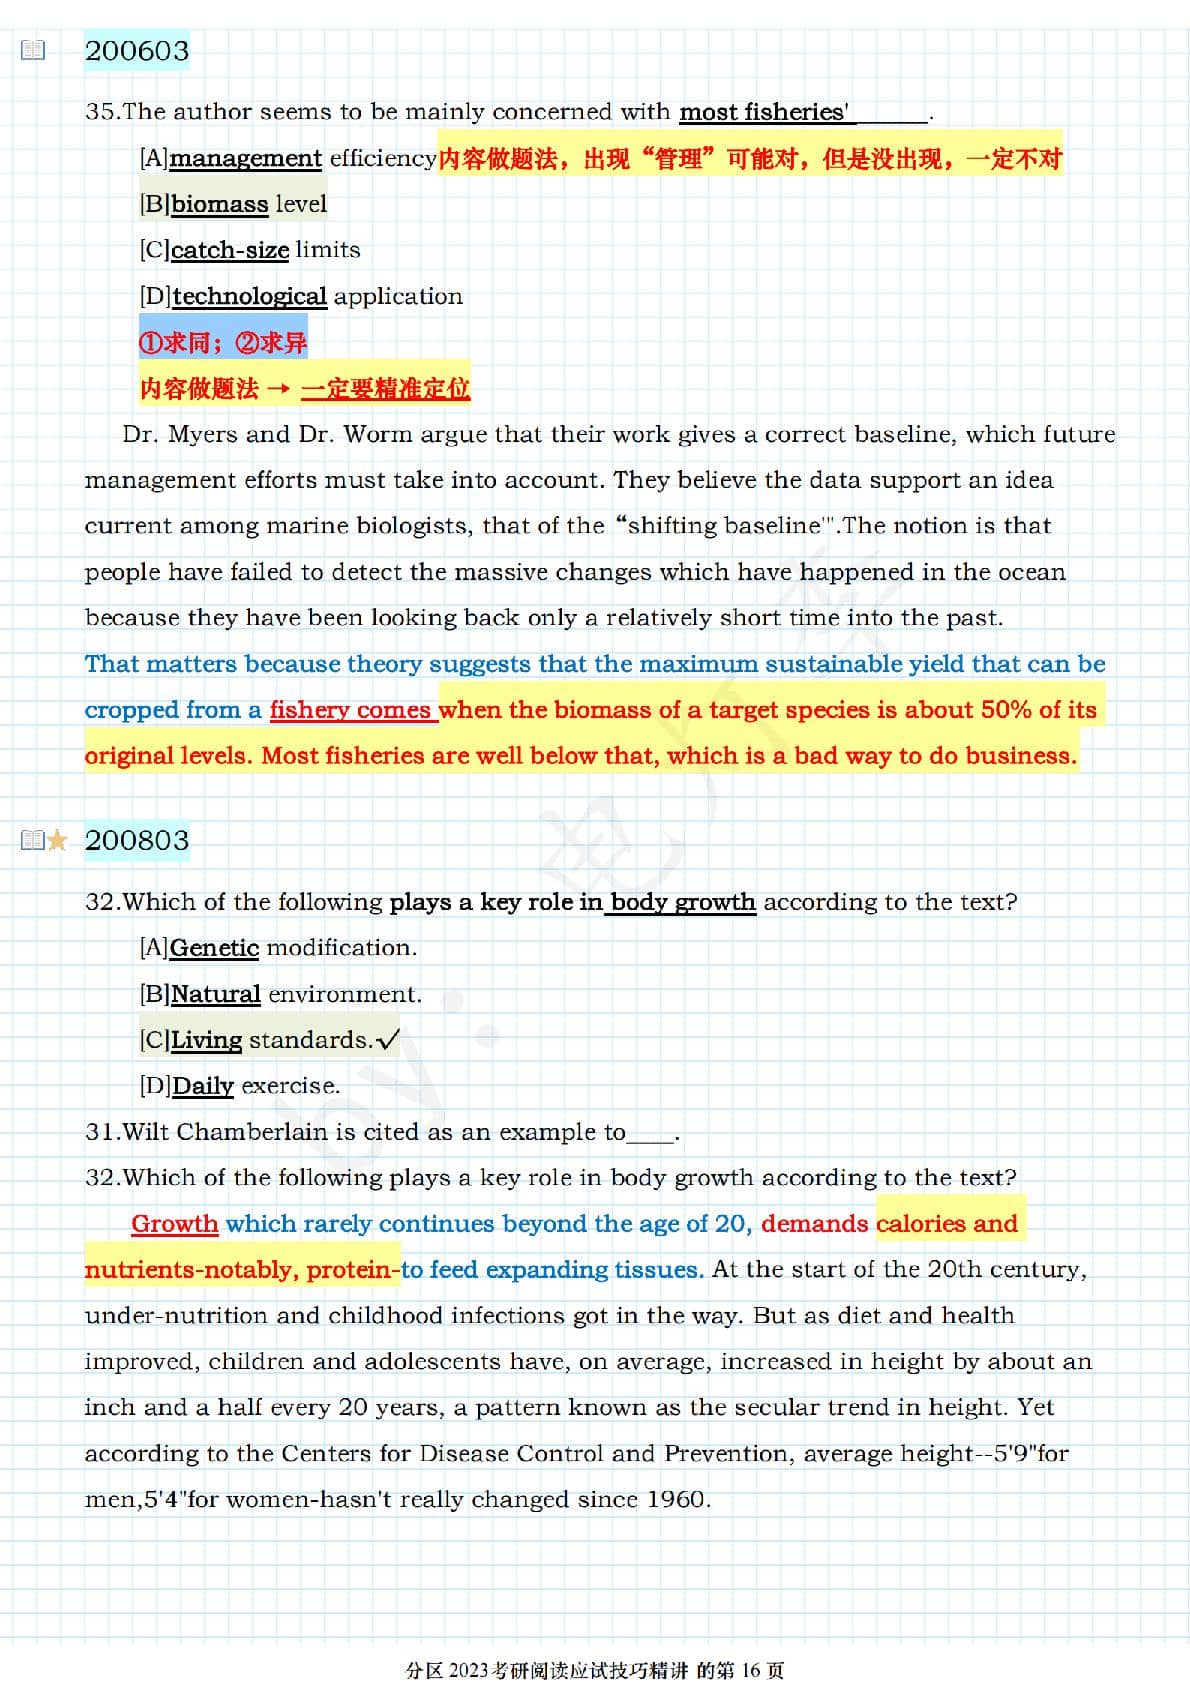 200603
35.The author seems to be mainly concerned with most fisheries'______.
[A]management efficiency内容做题法，出现“管理”可能对，但是没出现，一定不对
[B]biomass level
[C]catch-size limits
[D]technological application
①求同；②求异
内容做题法 → 一定要精准定位
Dr. Myers and Dr. Worm argue that their work gives a correct baseline, which future
management efforts must take into account. They believe the data support an idea
current among marine biologists, that of the “shifting baseline'".The notion is that
people have failed to detect the massive changes which have happened in the ocean
because they have been looking back only a relatively short time into the past.
That matters because theory suggests that the maximum sustainable yield that can be
cropped from a fishery comes when the biomass of a target species is about 50% of its
original levels. Most fisheries are well below that, which is a bad way to do business.
200803
32.Which of the following plays a key role in body growth according to the text?
[A]Genetic modification.
[B]Natural environment.
[C]Living standards.✓
[D]Daily exercise.
31.Wilt Chamberlain is cited as an example to____.
32.Which of the following plays a key role in body growth according to the text?
Growth which rarely continues beyond the age of 20, demands calories and
nutrients-notably, protein-to feed expanding tissues. At the start of the 20th century,
under-nutrition and childhood infections got in the way. But as diet and health
improved, children and adolescents have, on average, increased in height by about an
inch and a half every 20 years, a pattern known as the secular trend in height. Yet
according to the Centers for Disease Control and Prevention, average height--5'9"for
men,5'4"for women-hasn't really changed since 1960.
by:
分区 2023考研阅读应试技巧精讲 的第 16 页